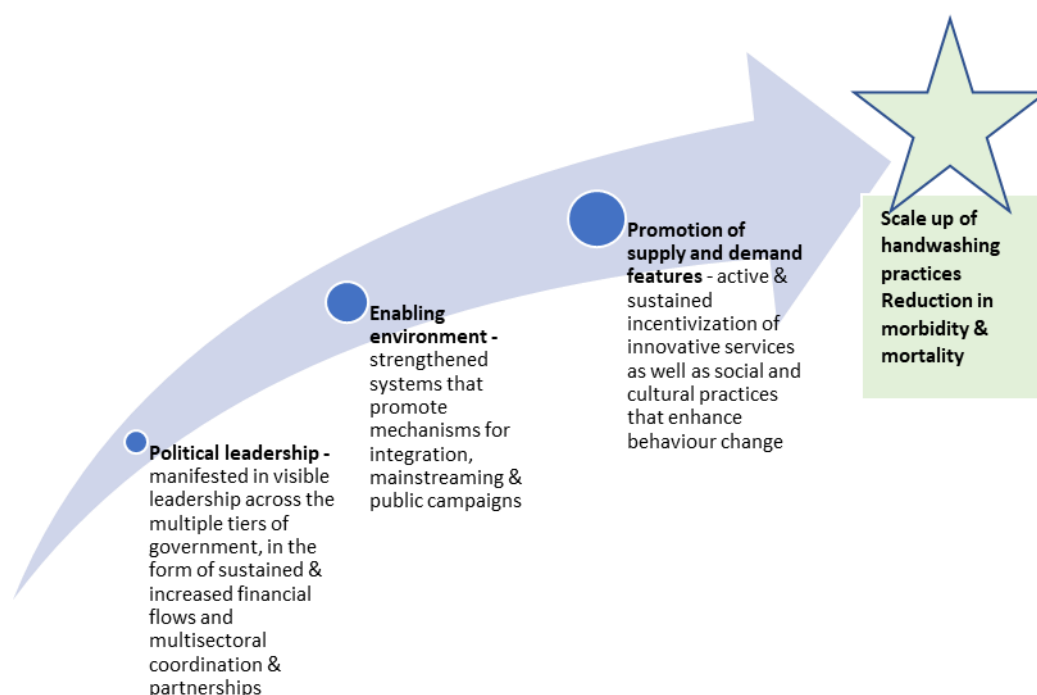 Political leadership -
manifested in visible
leadership across the
multiple tiers of
government, in the
form of sustained &
increased financial
flows and
multisectoral
coordination &
partnerships
Enabling
environment -
strengthened
systems that
promote
mechanisms for
integration,
mainstreaming &
public campaigns
Promotion of
supply and demand
features - active &
sustained
incentivization of
innovative services
as well as social and
cultural practices
that enhance
behaviour change
Scale up of
handwashing
practices
Reduction in
morbidity &
mortality